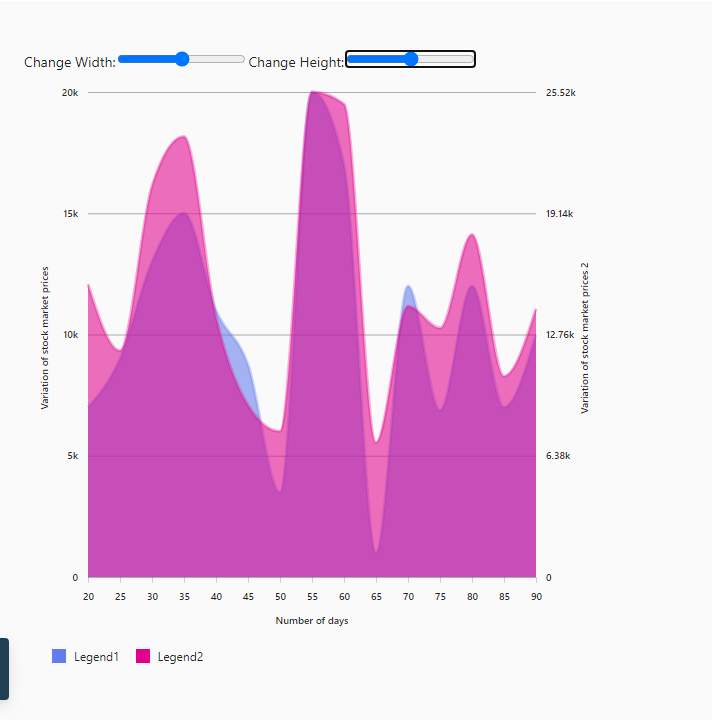 Change Width: Change Height:
20k
25.52k
15k
19.14k
10k
12.76k
5k
6.38k
0
0
Variation of stock market prices
Variation of stock market prices 2
20 25 30 35 40 45 50 55 60 65 70 75 80 85 90
Number of days
Legend1 Legend2